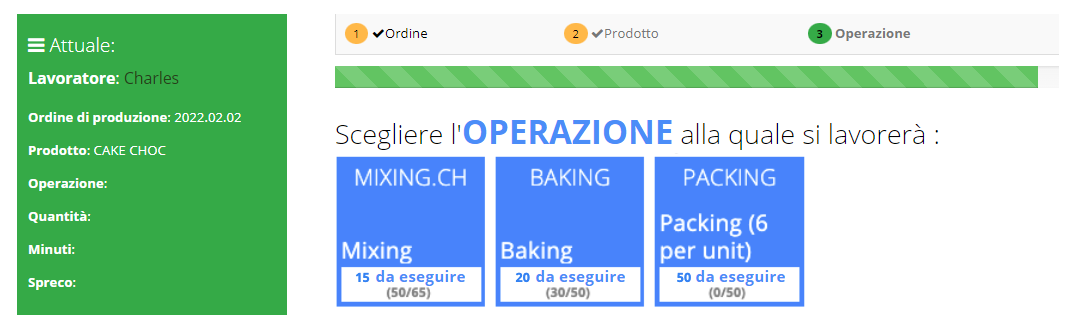 Attuale:
Lavoratore: Charles
Ordine di produzione: 2022.02.02
Prodotto: CAKE CHOC
Operazione:
Quantità:
Minuti:
Spreco:
1 Ordine
2 Prodotto
3 Operazione
Scegliere l'OPERAZIONE alla quale si lavorerà :
MIXING.CH
Mixing
15 da eseguire
(50/65)
BAKING
Baking
20 da eseguire
(30/50)
PACKING
Packing (6
per unit)
50 da eseguire
(0/50)